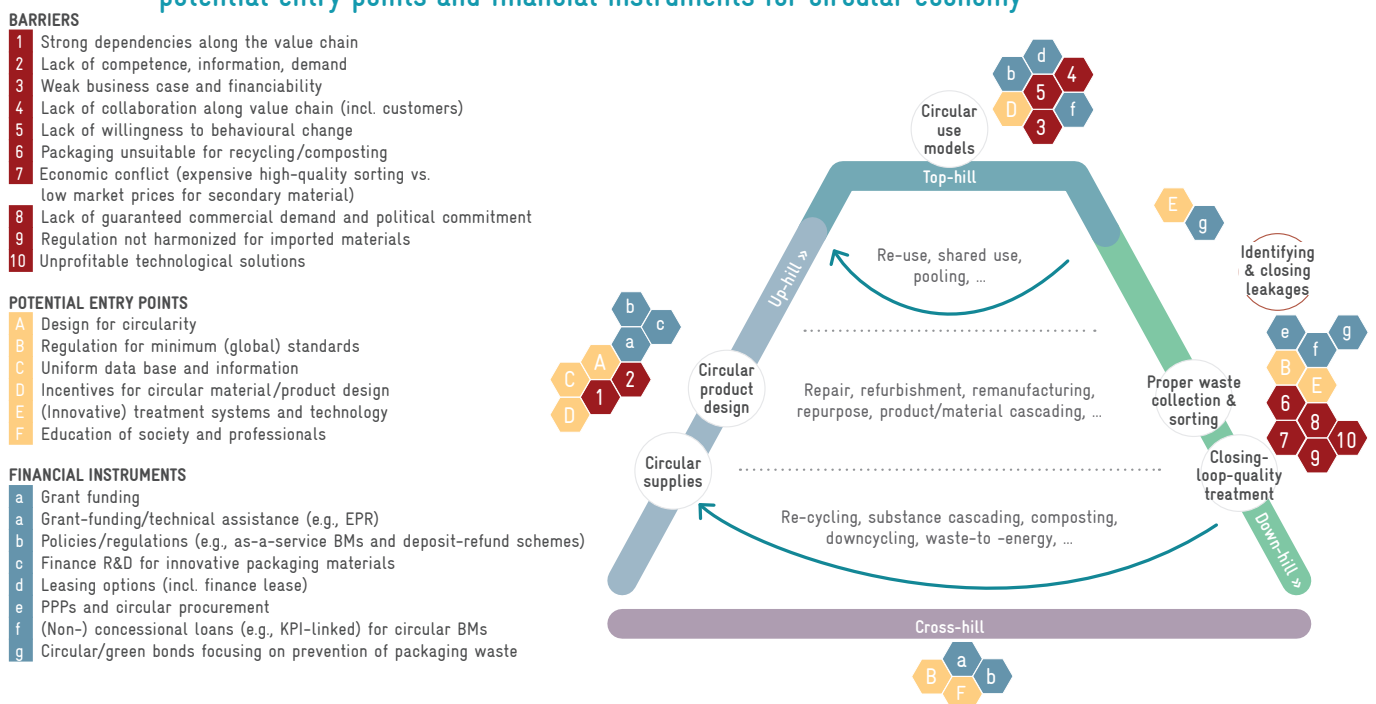 potential entry points and financial instruments for circular economy
BARRIERS
1 Strong dependencies along the value chain
2 Lack of competence, information, demand
3 Weak business case and financiability
4 Lack of collaboration along value chain (incl. customers)
5 Lack of willingness to behavioural change
6 Packaging unsuitable for recycling/composting
7 Economic conflict (expensive high-quality sorting vs.
low market prices for secondary material)
8 Lack of guaranteed commercial demand and political commitment
9 Regulation not harmonized for imported materials
10 Unprofitable technological solutions
POTENTIAL ENTRY POINTS
A Design for circularity
B Regulation for minimum (global) standards
C Uniform data base and information
D Incentives for circular material/product design
E (Innovative) treatment systems and technology
F Education of society and professionals
FINANCIAL INSTRUMENTS
a Grant funding
a Grant-funding/technical assistance (e.g., EPR)
b Policies/regulations (e.g., as-a-service BMs and deposit-refund schemes)
c Finance R&D for innovative packaging materials
d Leasing options (incl. finance lease)
e PPPs and circular procurement
f (Non-) concessional loans (e.g., KPI-linked) for circular BMs
g Circular/green bonds focusing on prevention of packaging waste
d
b
4
5
D
f
3
Circular
use
models
Top-hill
E
g
Identifying
& closing
leakages
Up-hill »
Re-use, shared use,
pooling, ...
b
c
a
A
C
2
1
D
Circular
product
design
Repair, refurbishment, remanufacturing,
repurpose, product/material cascading, ...
Proper waste
collection &
sorting
e
g
f
B
E
6
8
7
10
9
Circular
supplies
Closing-
loop-quality
treatment
Re-cycling, substance cascading, composting,
downcycling, waste-to -energy, ...
Down-hill »
Cross-hill
a
B
b
F